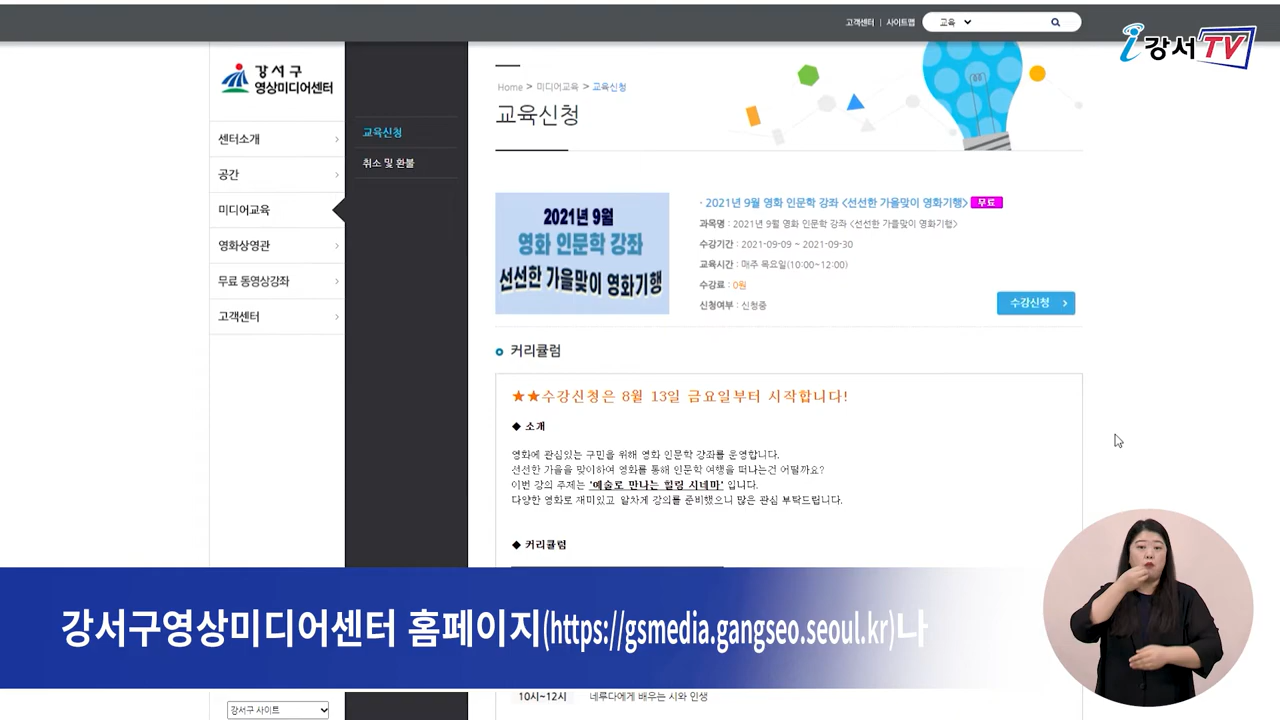 고객센터 | 사이트맵
교육
i강서TV
강서구
영상미디어센터
센터소개
공간
미디어교육
영화상영관
무료 동영상강좌
고객센터
교육신청
취소 및 환불
Home > 미디어교육 > 교육신청
교육신청
2021년 9월
영화 인문학 강좌
선선한 가을맞이 영화기행
· 2021년 9월 영화 인문학 강좌 <선선한 가을맞이 영화기행> 무료
과목명 : 2021년 9월 영화 인문학 강좌 <선선한 가을맞이 영화기행>
수강기간 : 2021-09-09 ~ 2021-09-30
교육시간 : 매주 목요일(10:00~12:00)
수강료 : 0원
신청여부 : 신청중
수강신청 >
커리큘럼
★★수강신청은 8월 13일 금요일부터 시작합니다!
◆ 소개
영화에 관심있는 구민을 위해 영화 인문학 강좌를 운영합니다.
선선한 가을을 맞이하여 영화를 통해 인문학 여행을 떠나는건 어떨까요?
이번 강의 주제는 '예술로 만나는 힐링 시네마' 입니다.
다양한 영화로 재미있고 알차게 강의를 준비했으니 많은 관심 부탁드립니다.
◆ 커리큘럼
강서구영상미디어센터 홈페이지(https://gsmedia.gangseo.seoul.kr)나
10시~12시 네루다에게 배우는 시와 인생
강서구 사이트